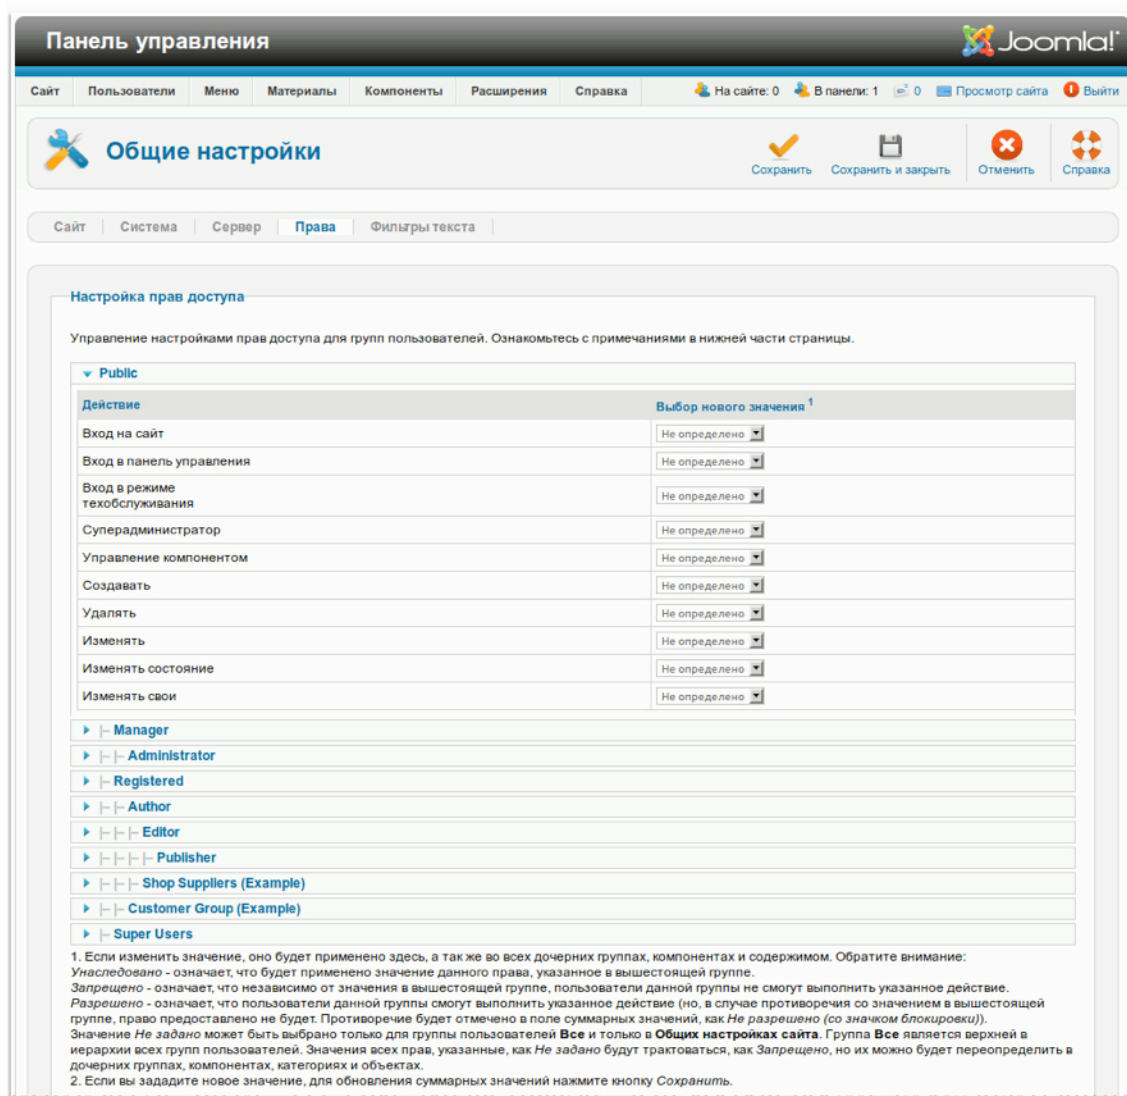 Панель управления
Joomla!
Сайт Пользователи Меню Материалы Компоненты Расширения Справка На сайте: 0 В панели: 1 0 Просмотр сайта Выйти
Общие настройки
Сохранить Сохранить и закрыть Отменить Справка
Сайт Система Сервер Права Фильтры текста
Настройка прав доступа
Управление настройками прав доступа для групп пользователей. Ознакомьтесь с примечаниями в нижней части страницы.
Public
Действие Выбор нового значения 1
Вход на сайт Не определено
Вход в панель управления Не определено
Вход в режиме
техобслуживания Не определено
Суперадминистратор Не определено
Управление компонентом Не определено
Создавать Не определено
Удалять Не определено
Изменять Не определено
Изменять состояние Не определено
Изменять свои Не определено
|– Manager
|– |– Administrator
|– Registered
|– |– Author
|– |– |– Editor
|– |– |– |– Publisher
|– |– |– Shop Suppliers (Example)
|– |– Customer Group (Example)
|– Super Users
1. Если изменить значение, оно будет применено здесь, а так же во всех дочерних группах, компонентах и содержимом. Обратите внимание:
Унаследовано - означает, что будет применено значение данного права, указанное в вышестоящей группе.
Запрещено - означает, что независимо от значения в вышестоящей группе, пользователи данной группы не смогут выполнить указанное действие.
Разрешено - означает, что пользователи данной группы смогут выполнить указанное действие (но, в случае противоречия со значением в вышестоящей
группе, право предоставлено не будет. Противоречие будет отмечено в поле суммарных значений, как Не разрешено (со значком блокировки)).
Значение Не задано может быть выбрано только для группы пользователей Все и только в Общих настройках сайта. Группа Все является верхней в
иерархии всех групп пользователей. Значения всех прав, указанные, как Не задано будут трактоваться, как Запрещено, но их можно будет переопределить в
дочерних группах, компонентах, категориях и объектах.
2. Если вы зададите новое значение, для обновления суммарных значений нажмите кнопку Сохранить.